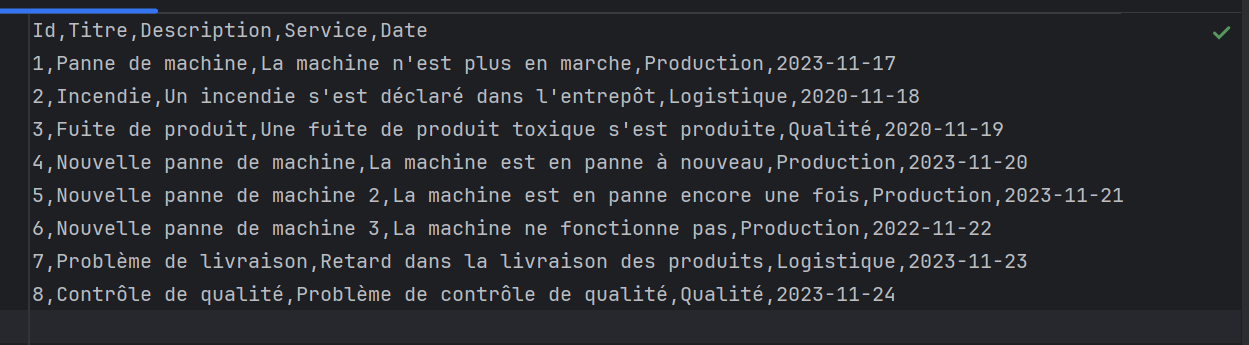 Id,Titre,Description,Service,Date
1,Panne de machine,La machine n'est plus en marche,Production,2023-11-17
2,Incendie,Un incendie s'est déclaré dans l'entrepôt,Logistique,2020-11-18
3,Fuite de produit,Une fuite de produit toxique s'est produite,Qualité,2020-11-19
4,Nouvelle panne de machine,La machine est en panne à nouveau,Production,2023-11-20
5,Nouvelle panne de machine 2,La machine est en panne encore une fois,Production,2023-11-21
6,Nouvelle panne de machine 3,La machine ne fonctionne pas,Production,2022-11-22
7,Problème de livraison,Retard dans la livraison des produits,Logistique,2023-11-23
8,Contrôle de qualité,Problème de contrôle de qualité,Qualité,2023-11-24